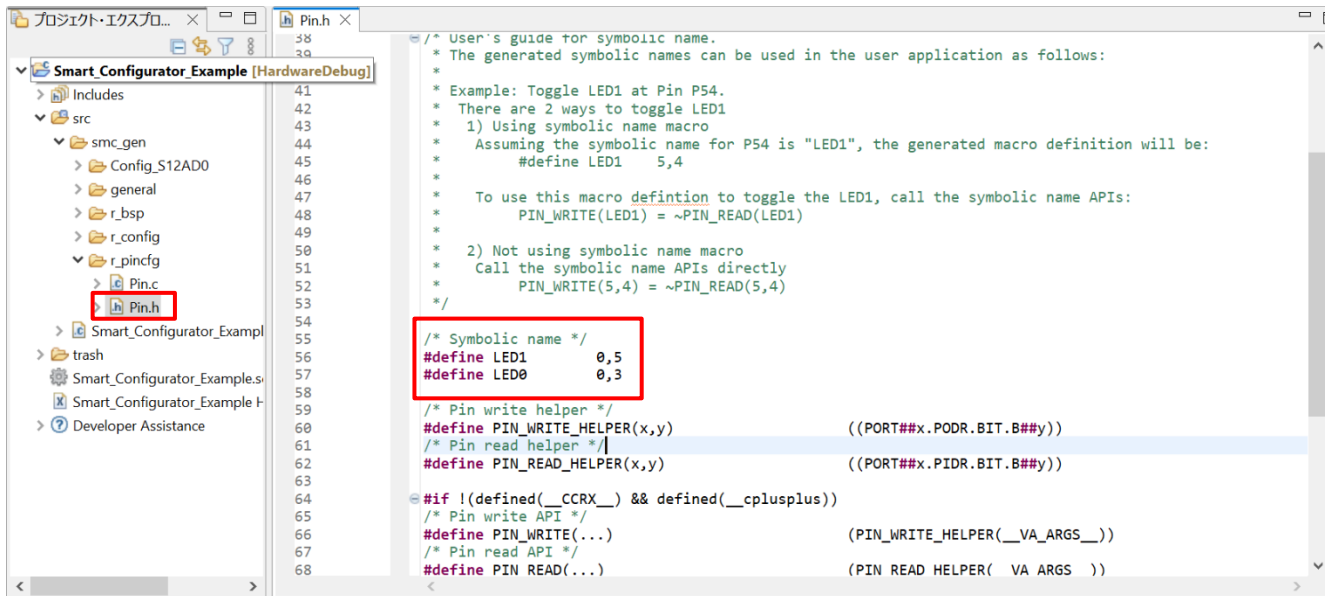 プロジェクト・エクスプロ...
Smart_Configurator_Example [HardwareDebug]
Includes
src
smc_gen
Config_S12AD0
general
r_bsp
r_config
r_pincfg
Pin.c
Pin.h
Smart_Configurator_Exampl
trash
Smart_Configurator_Example.s
Smart_Configurator_Example H
Developer Assistance
Pin.h
38 /* User's guide for symbolic name.
39 * The generated symbolic names can be used in the user application as follows:
*
41 * Example: Toggle LED1 at Pin P54.
42 * There are 2 ways to toggle LED1
43 * 1) Using symbolic name macro
44 * Assuming the symbolic name for P54 is "LED1", the generated macro definition will be:
45 * #define LED1 5,4
46 *
47 * To use this macro defintion to toggle the LED1, call the symbolic name APIs:
48 * PIN_WRITE(LED1) = ~PIN_READ(LED1)
49 *
50 * 2) Not using symbolic name macro
51 * Call the symbolic name APIs directly
52 * PIN_WRITE(5,4) = ~PIN_READ(5,4)
53 */
54
55 /* Symbolic name */
56 #define LED1 0,5
57 #define LED0 0,3
58
59 /* Pin write helper */
60 #define PIN_WRITE_HELPER(x,y) ((PORT##x.PODR.BIT.B##y))
61 /* Pin read helper */
62 #define PIN_READ_HELPER(x,y) ((PORT##x.PIDR.BIT.B##y))
63
64 #if !(defined(__CCRX__) && defined(__cplusplus))
65 /* Pin write API */
66 #define PIN_WRITE(...) (PIN_WRITE_HELPER(__VA_ARGS__))
67 /* Pin read API */
68 #define PIN_READ(...) (PIN_READ_HELPER(__VA_ARGS__))